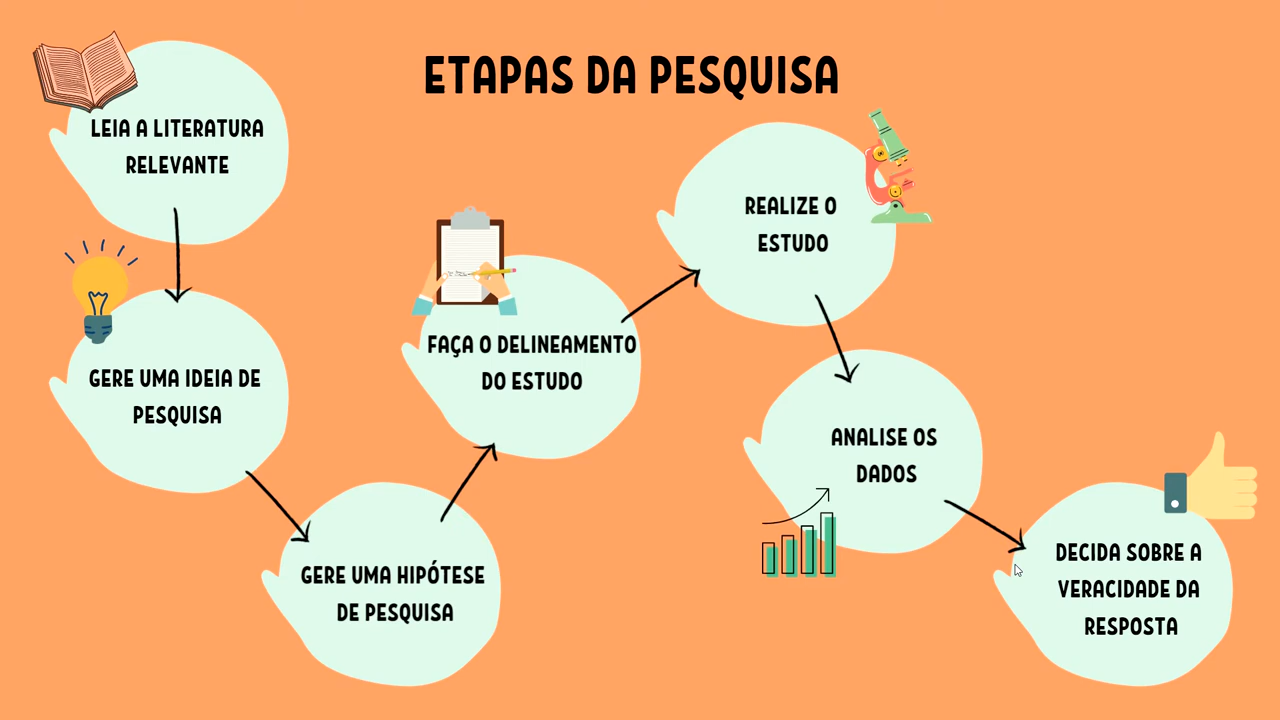 ETAPAS DA PESQUISA
LEIA A LITERATURA
RELEVANTE
GERE UMA IDEIA DE
PESQUISA
GERE UMA HIPÓTESE
DE PESQUISA
FAÇA O DELINEAMENTO
DO ESTUDO
REALIZE O
ESTUDO
ANALISE OS
DADOS
DECIDA SOBRE A
VERACIDADE DA
RESPOSTA